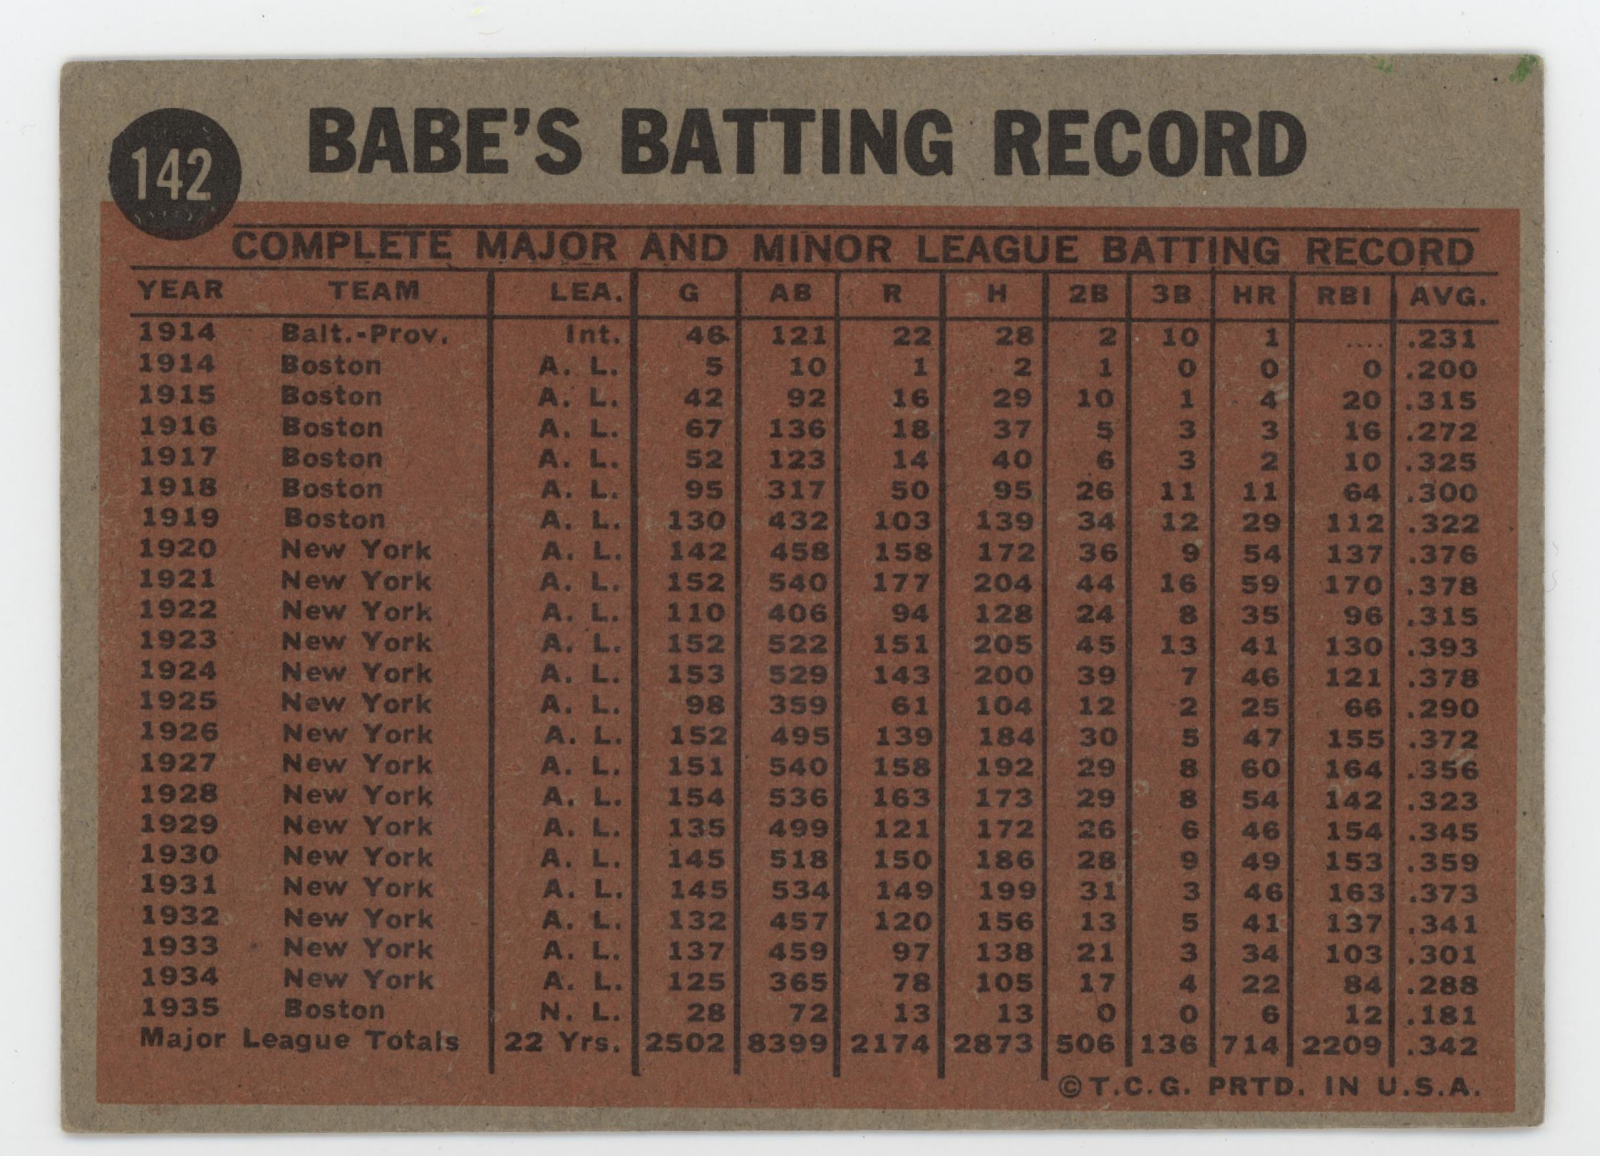 142
BABE'S BATTING RECORD
COMPLETE MAJOR AND MINOR LEAGUE BATTING RECORD
YEAR TEAM LEA. G AB R H 2B 3B HR RBI AVG.
1914 Balt.-Prov. Int. 46 121 22 28 2 10 1 .... .231
1914 Boston A. L. 5 10 1 2 1 0 0 0 .200
1915 Boston A. L. 42 92 16 29 10 1 4 20 .315
1916 Boston A. L. 67 136 18 37 5 3 3 16 .272
1917 Boston A. L. 52 123 14 40 6 3 2 10 .325
1918 Boston A. L. 95 317 50 95 26 11 11 64 .300
1919 Boston A. L. 130 432 103 139 34 12 29 112 .322
1920 New York A. L. 142 458 158 172 36 9 54 137 .376
1921 New York A. L. 152 540 177 204 44 16 59 170 .378
1922 New York A. L. 110 406 94 128 24 8 35 96 .315
1923 New York A. L. 152 522 151 205 45 13 41 130 .393
1924 New York A. L. 153 529 143 200 39 7 46 121 .378
1925 New York A. L. 98 359 61 104 12 2 25 66 .290
1926 New York A. L. 152 495 139 184 30 5 47 155 .372
1927 New York A. L. 151 540 158 192 29 8 60 164 .356
1928 New York A. L. 154 536 163 173 29 8 54 142 .323
1929 New York A. L. 135 499 121 172 26 6 46 154 .345
1930 New York A. L. 145 518 150 186 28 9 49 153 .359
1931 New York A. L. 145 534 149 199 31 3 46 163 .373
1932 New York A. L. 132 457 120 156 13 5 41 137 .341
1933 New York A. L. 137 459 97 138 21 3 34 103 .301
1934 New York A. L. 125 365 78 105 17 4 22 84 .288
1935 Boston N. L. 28 72 13 13 0 0 6 12 .181
Major League Totals 22 Yrs. 2502 8399 2174 2873 506 136 714 2209 .342
© T.C.G. PRTD. IN U.S.A.